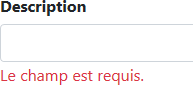 Description
Le champ est requis.